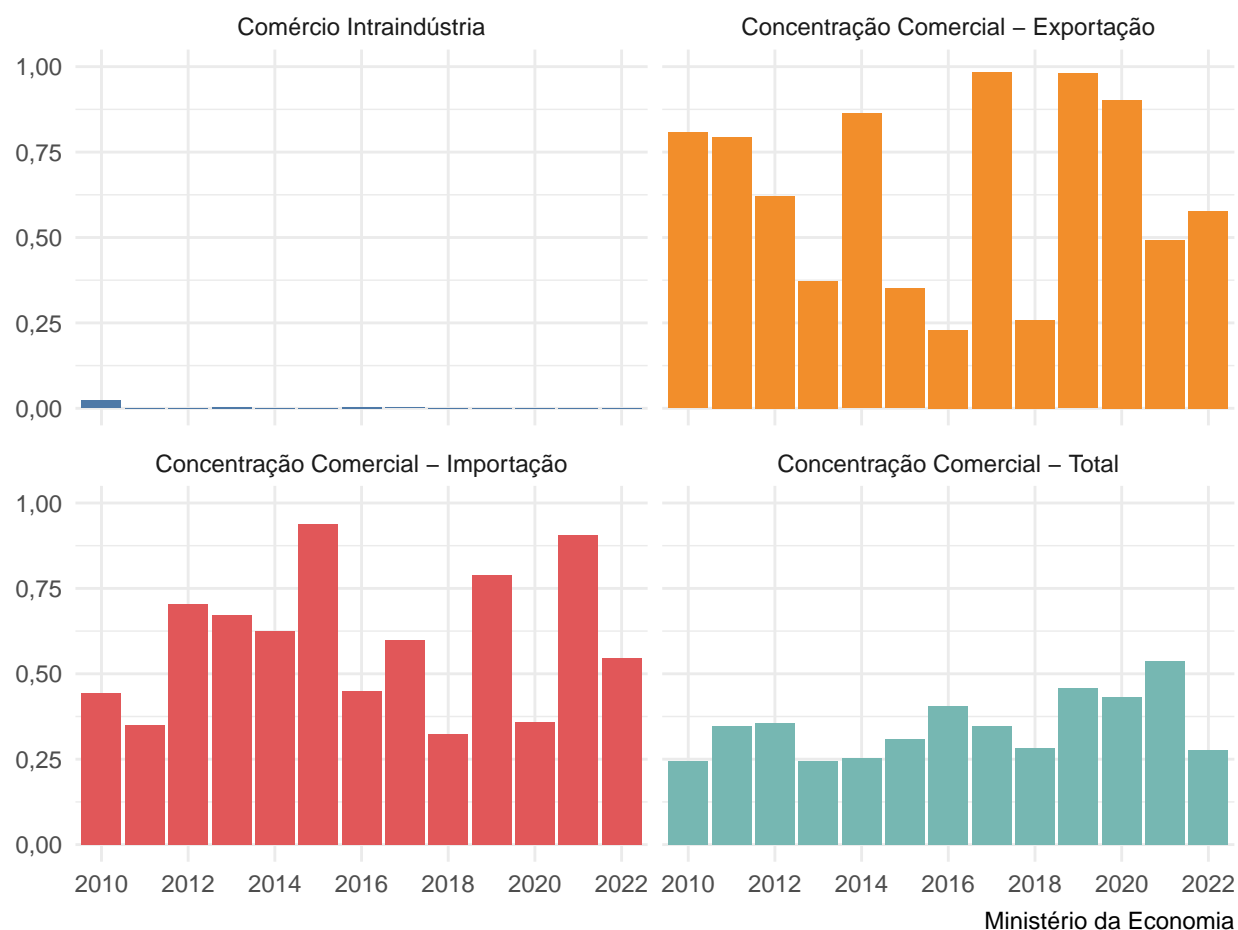 Comércio Intraindústria
Concentração Comercial – Exportação
1,00
0,75
0,50
0,25
0,00
Concentração Comercial – Importação
Concentração Comercial – Total
1,00
0,75
0,50
0,25
0,00
2010 2012 2014 2016 2018 2020 2022
2010 2012 2014 2016 2018 2020 2022
Ministério da Economia